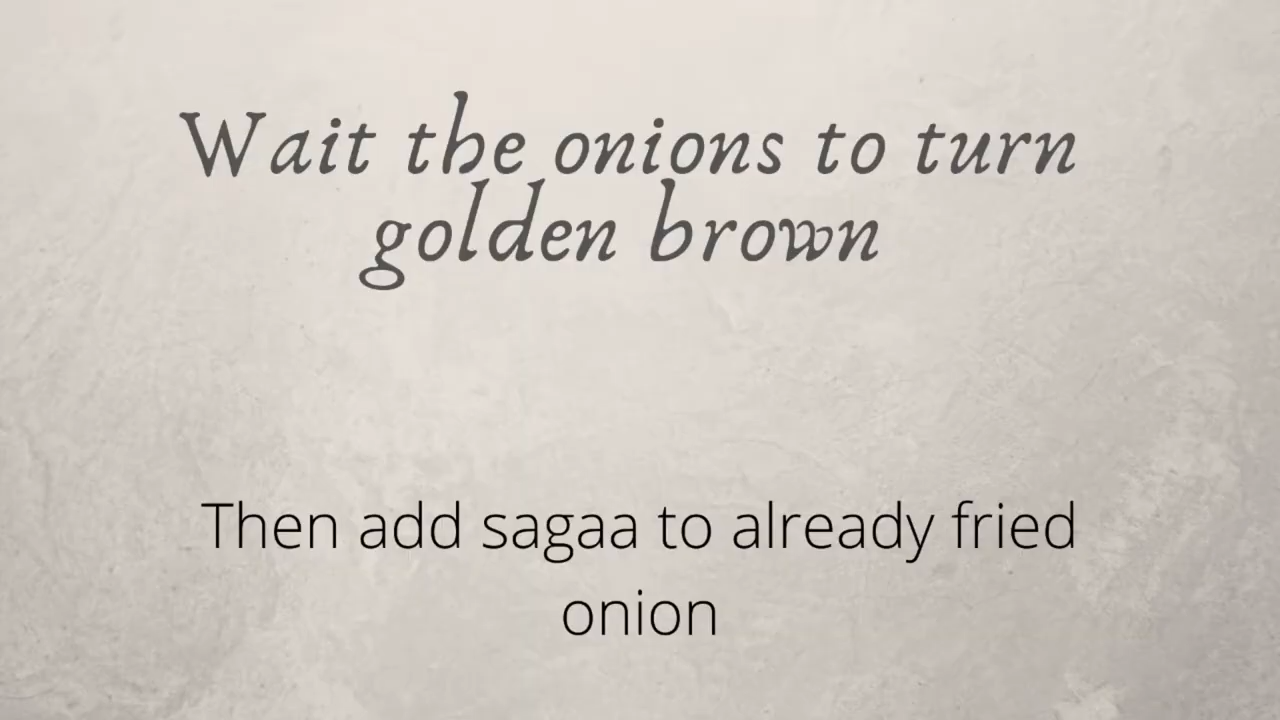 Wait the onions to turn
golden brown
Then add sagaa to already fried
onion